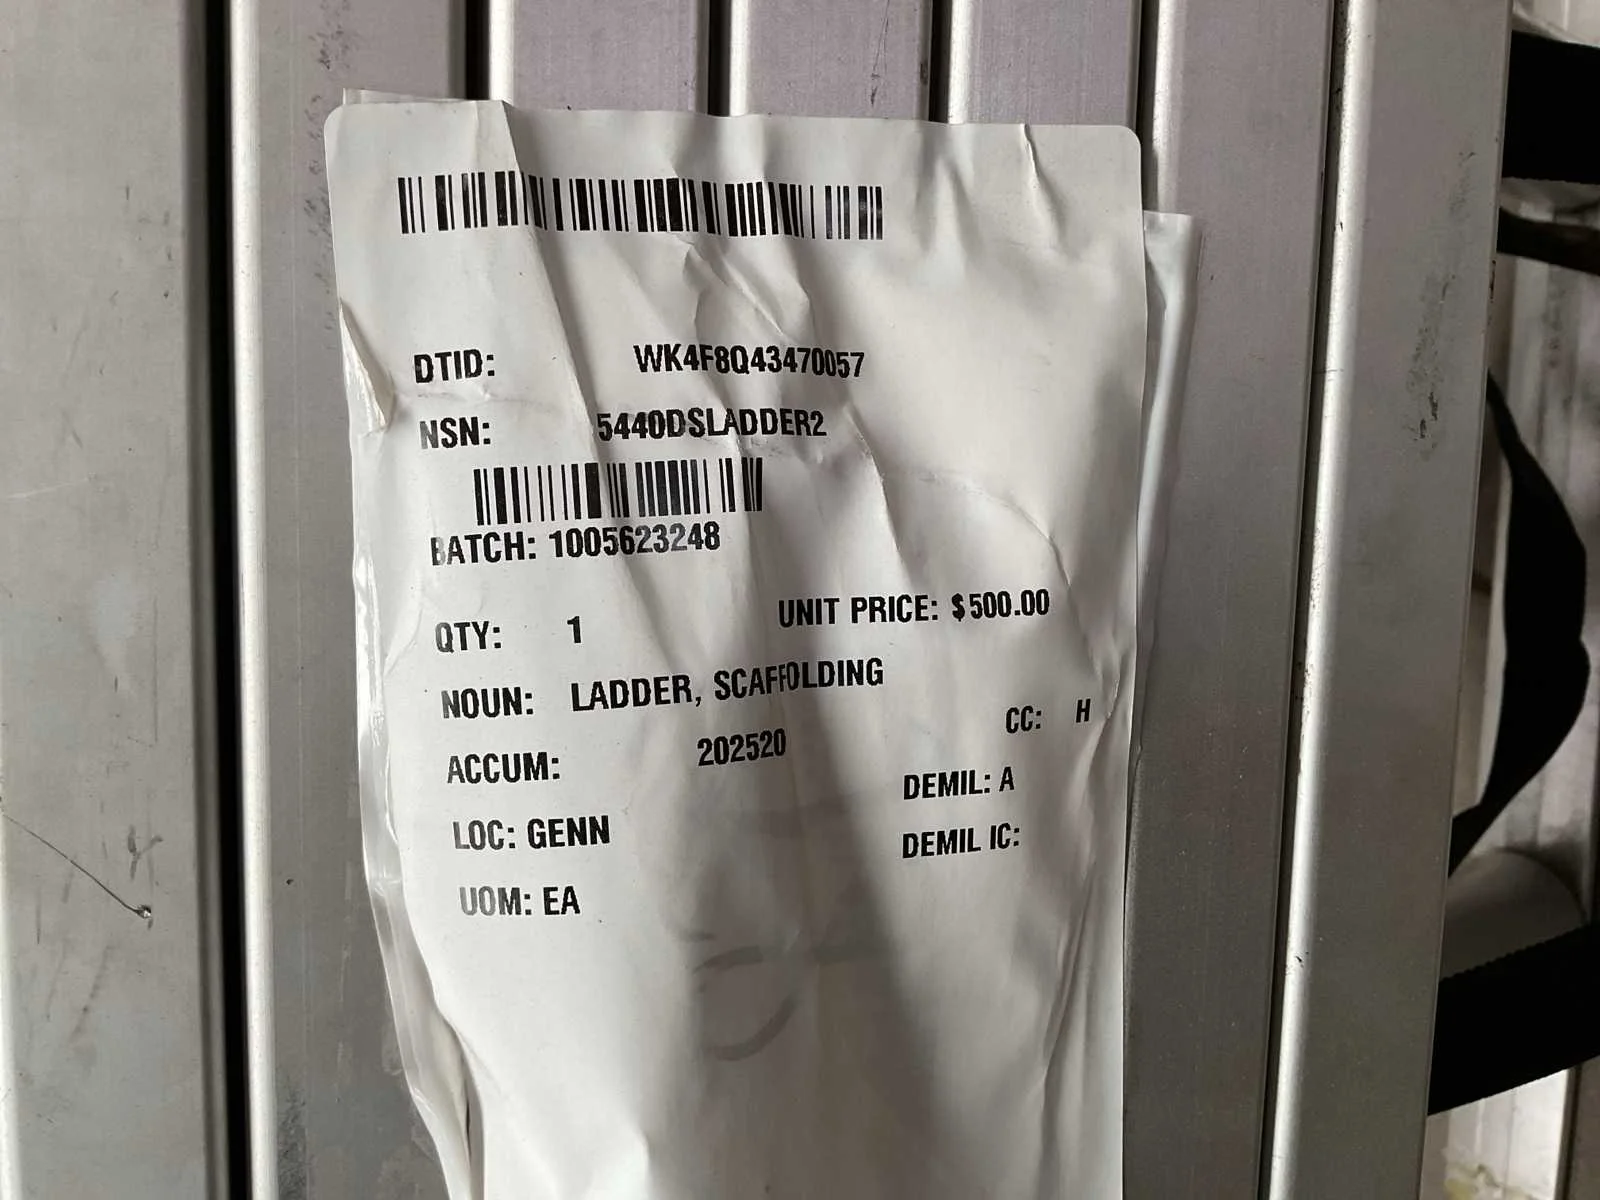 DTID: WK4F8Q43470057
NSN: 5440DSLADDER2
BATCH: 1005623248
QTY: 1 UNIT PRICE: $500.00
NOUN: LADDER, SCAFFOLDING
CC: H
ACCUM: 202520
DEMIL: A
LOC: GENN
DEMIL IC:
UOM: EA